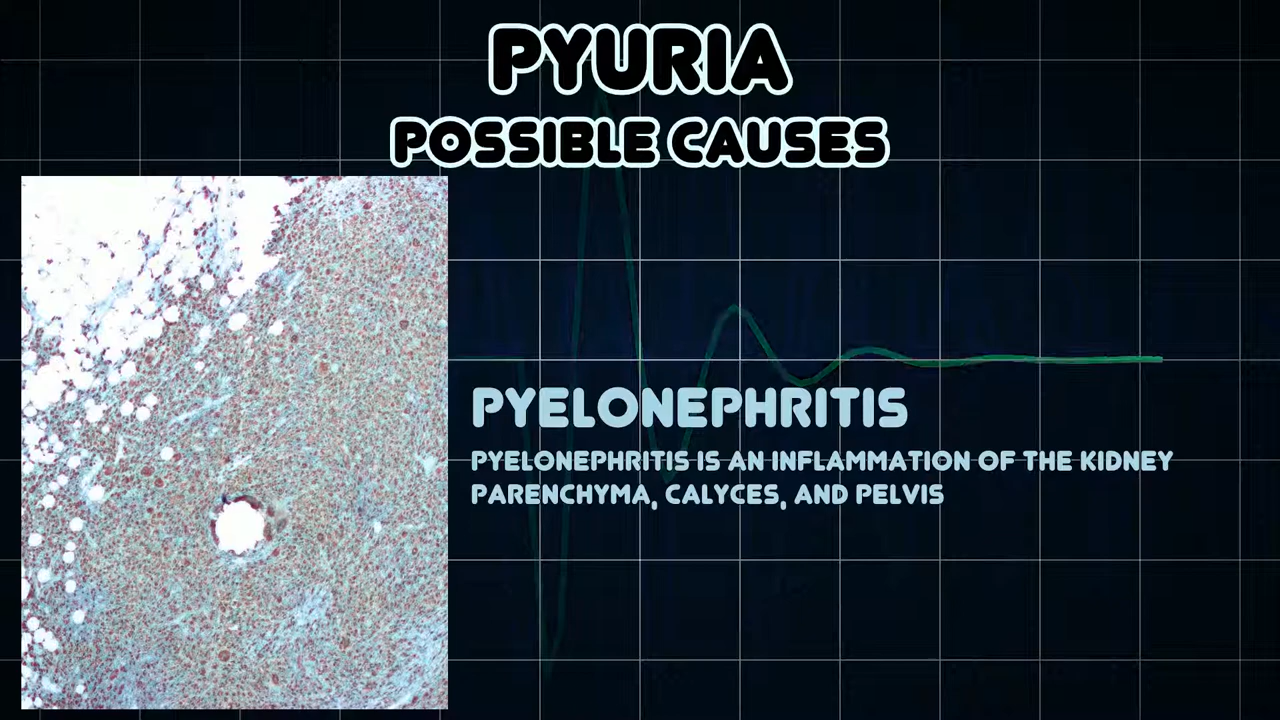 PYURIA
POSSIBLE CAUSES
PYELONEPHRITIS
PYELONEPHRITIS IS AN INFLAMMATION OF THE KIDNEY
PARENCHYMA, CALYCES, AND PELVIS